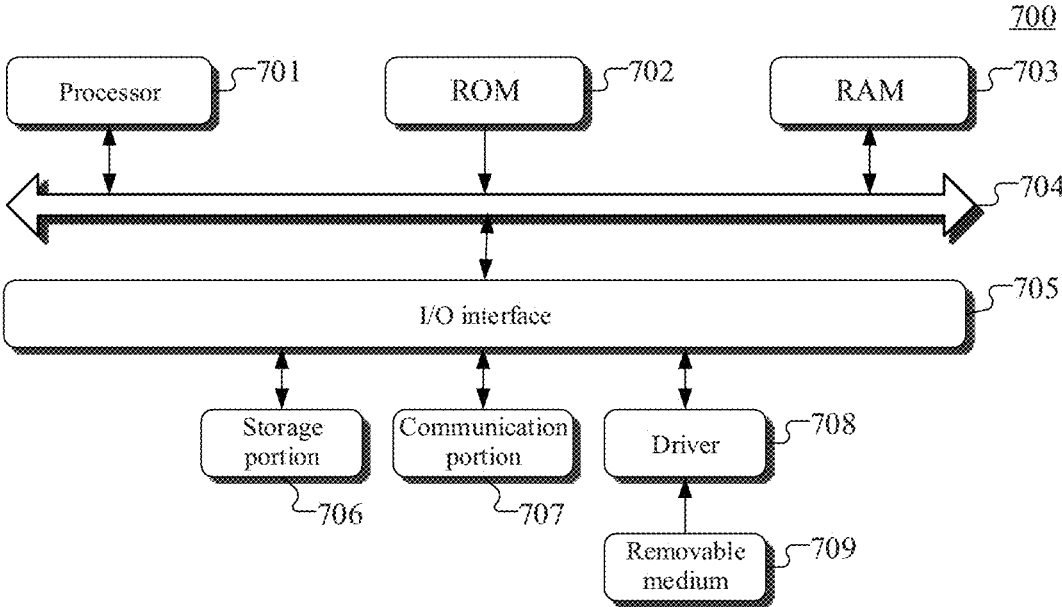 700
Processor
701
ROM
702
RAM
703
704
I/O interface
705
Storage
portion
706
Communication
portion
707
Driver
708
Removable
medium
709